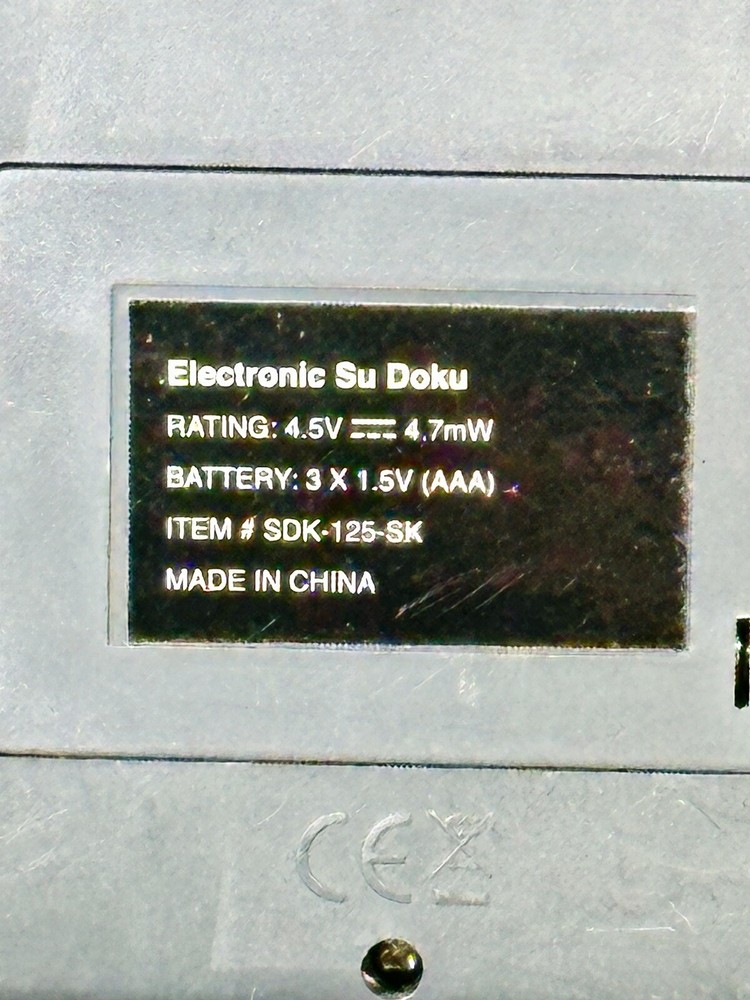 Electronic Su Doku
RATING: 4.5V ⎓ 4.7mW
BATTERY: 3 X 1.5V (AAA)
ITEM # SDK-125-SK
MADE IN CHINA
CE